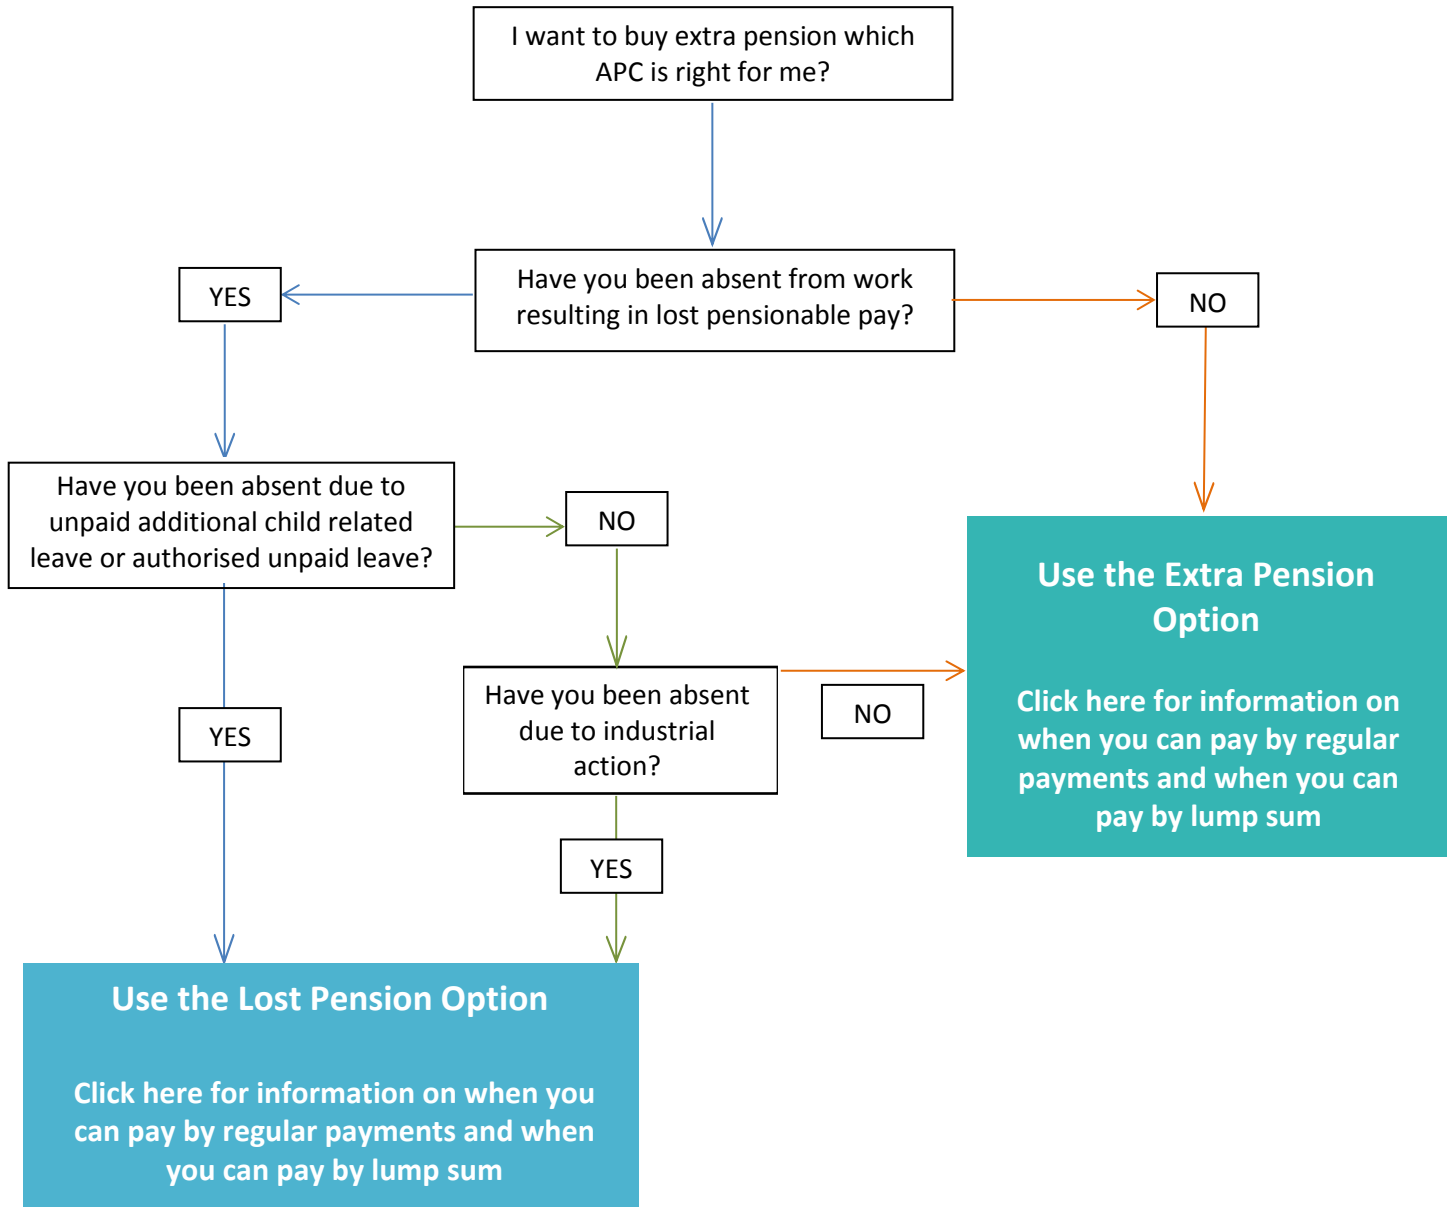 I want to buy extra pension which
APC is right for me?
Have you been absent from work
resulting in lost pensionable pay?
YES
NO
Have you been absent due to
unpaid additional child related
leave or authorised unpaid leave?
NO
Use the Extra Pension
Option
Click here for information on
when you can pay by regular
payments and when you can
pay by lump sum
Have you been absent
due to industrial
action?
NO
YES
YES
Use the Lost Pension Option
Click here for information on when you
can pay by regular payments and when
you can pay by lump sum